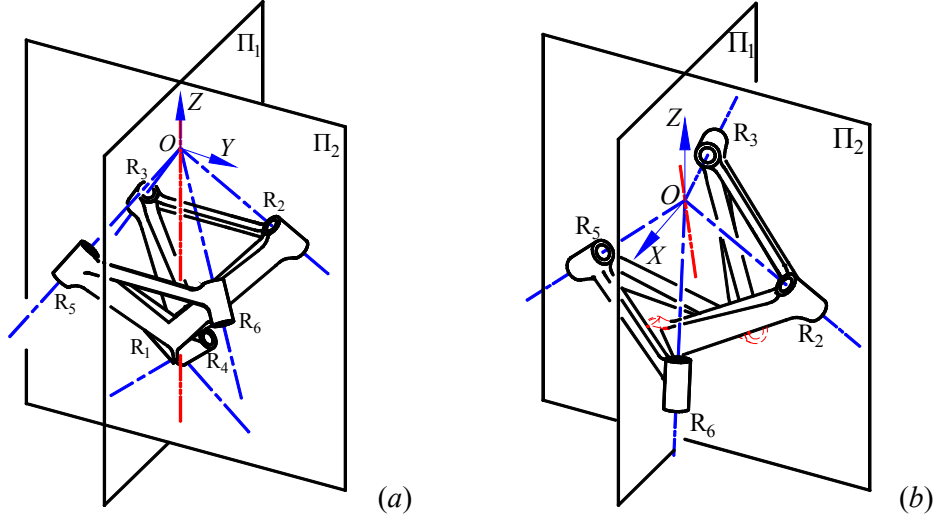 Π₁
Π₂
Z
O
Y
R₃
R₂
R₅
R₆
R₁
R₄
(a)
Π₁
Π₂
Z
R₃
O
R₅
X
R₂
R₆
(b)